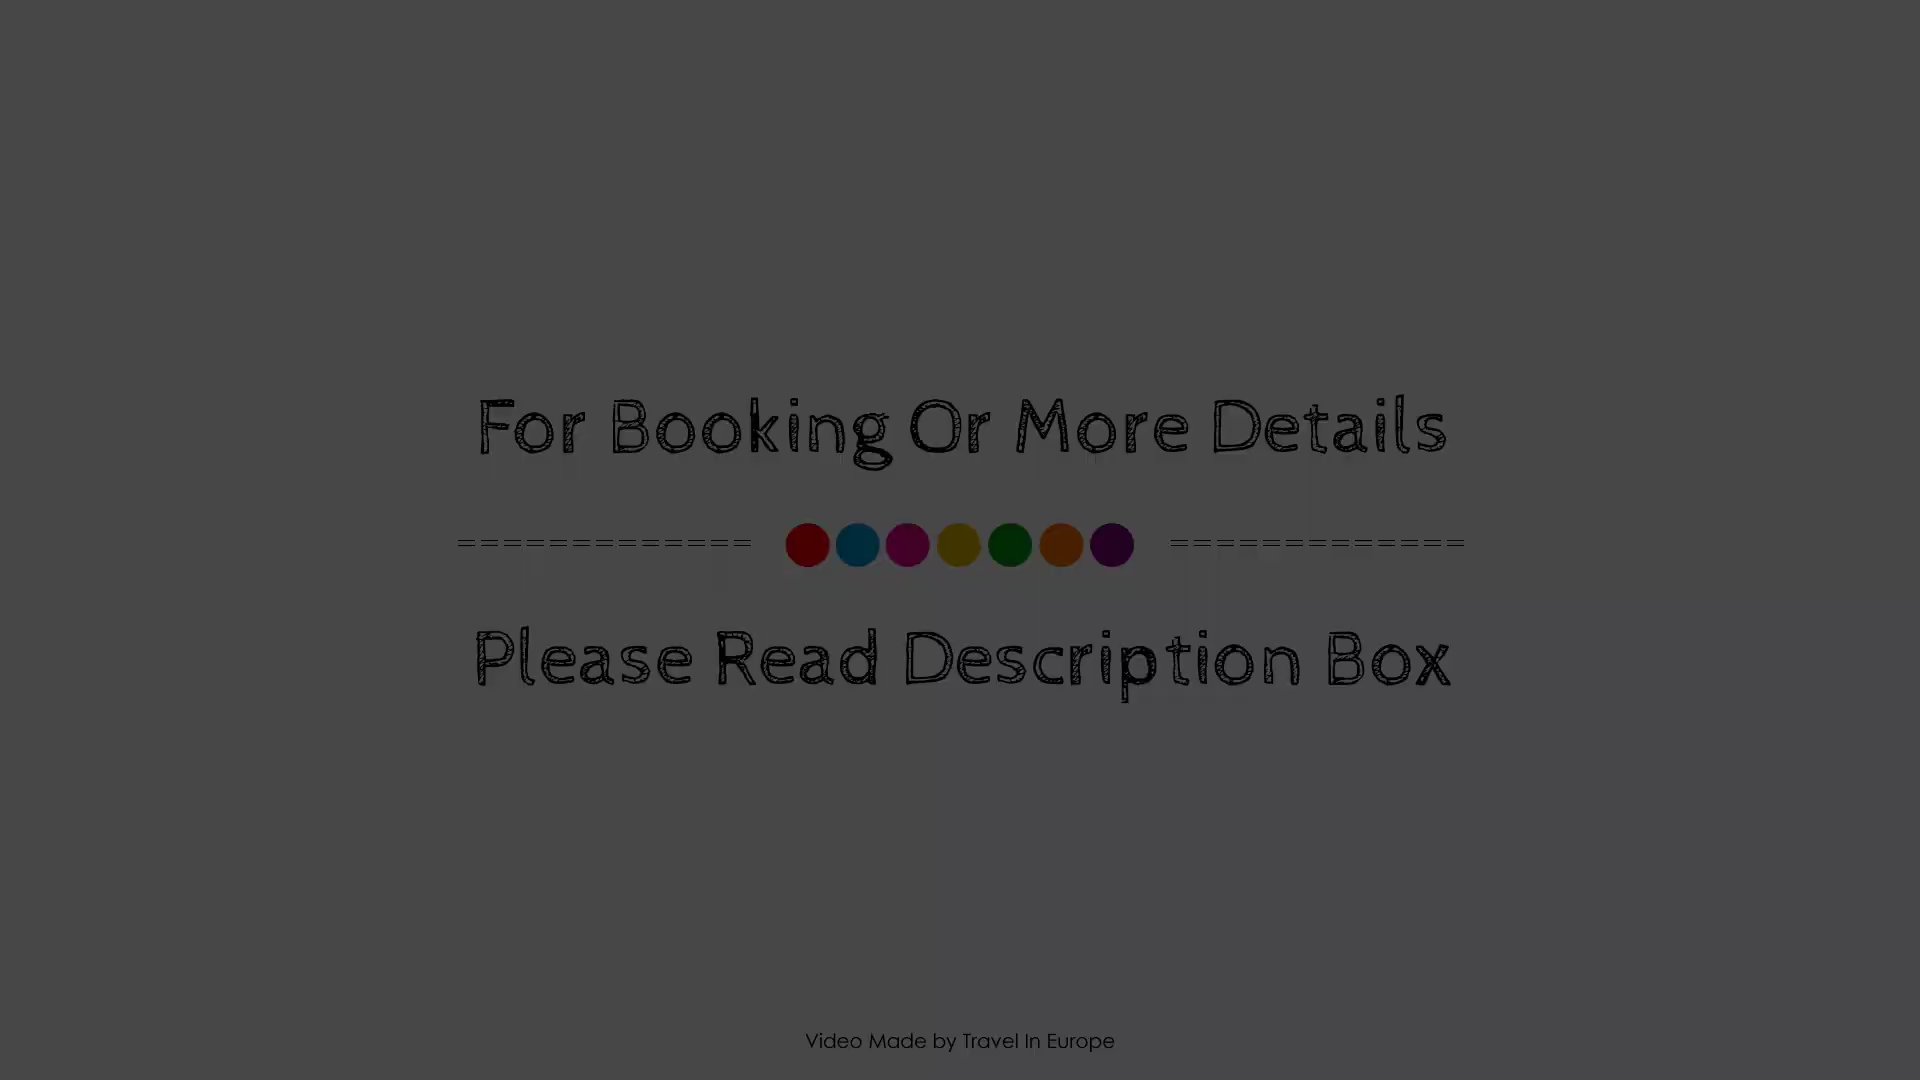 For Booking Or More Details
============= =============
Please Read Description Box
Video Made by Travel In Europe